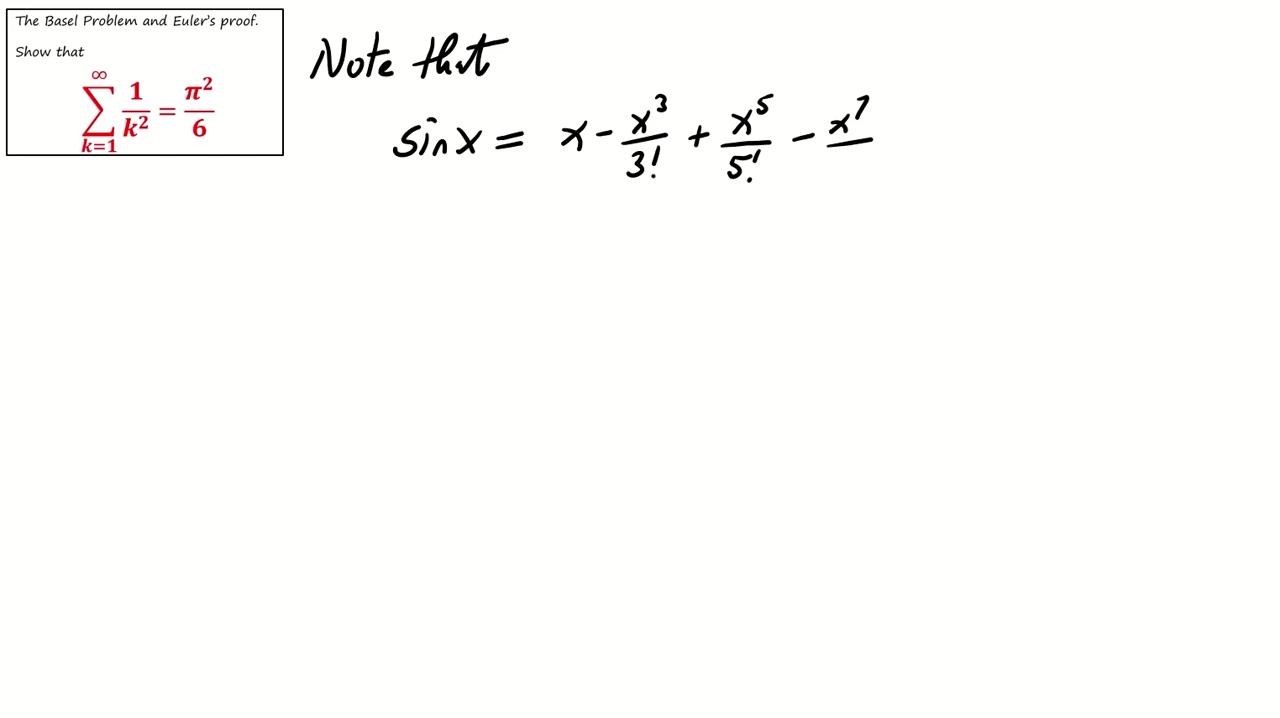 The Basel Problem and Euler's proof.
Show that
∑_{k=1}^{∞} 1/k² = π²/6
Note that
sin x = x - x³/3! + x⁵/5! - x⁷/